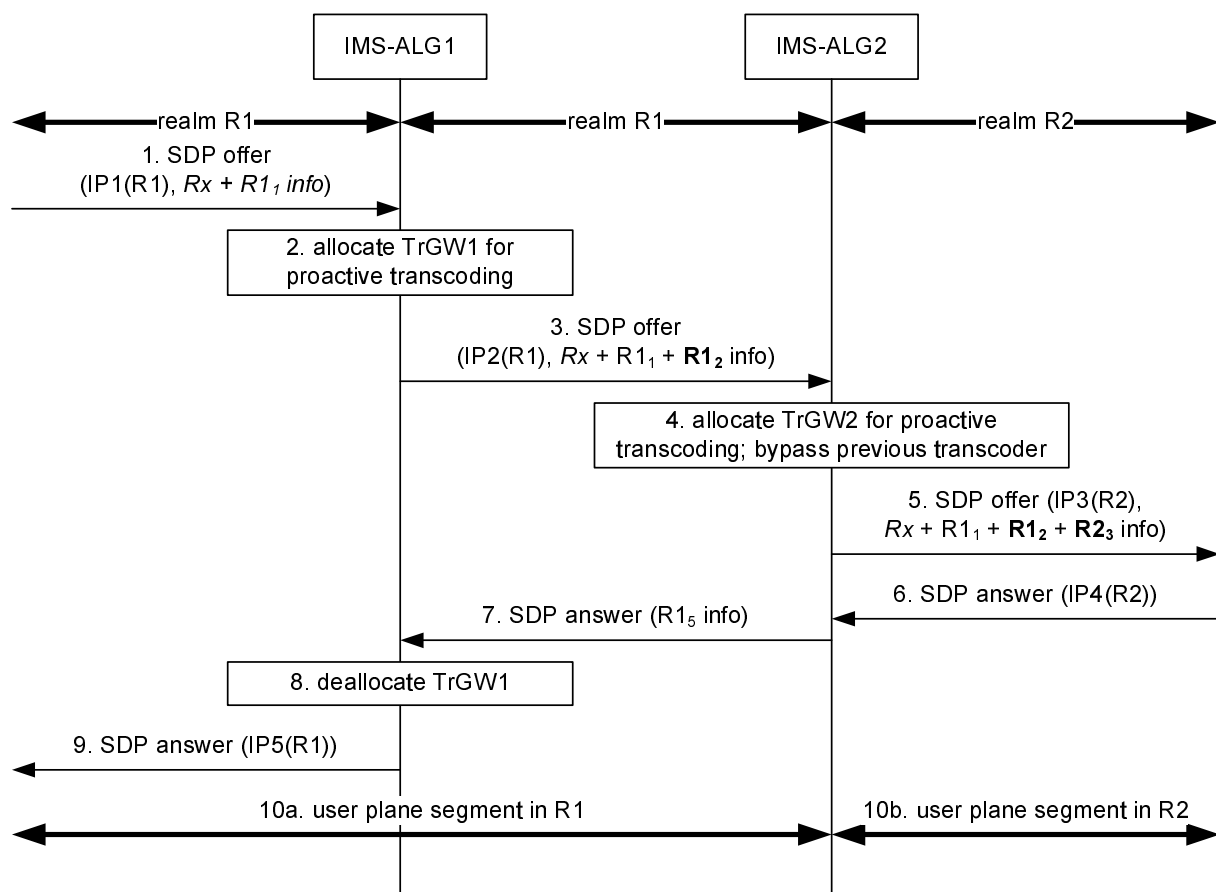 IMS-ALG1
IMS-ALG2
realm R1
realm R1
realm R2
1. SDP offer
(IP1(R1), Rx + R1₁ info)
2. allocate TrGW1 for
proactive transcoding
3. SDP offer
(IP2(R1), Rx + R1₁ + R1₂ info)
4. allocate TrGW2 for proactive
transcoding; bypass previous transcoder
5. SDP offer (IP3(R2),
Rx + R1₁ + R1₂ + R2₃ info)
6. SDP answer (IP4(R2))
7. SDP answer (R1₅ info)
8. deallocate TrGW1
9. SDP answer (IP5(R1))
10a. user plane segment in R1
10b. user plane segment in R2